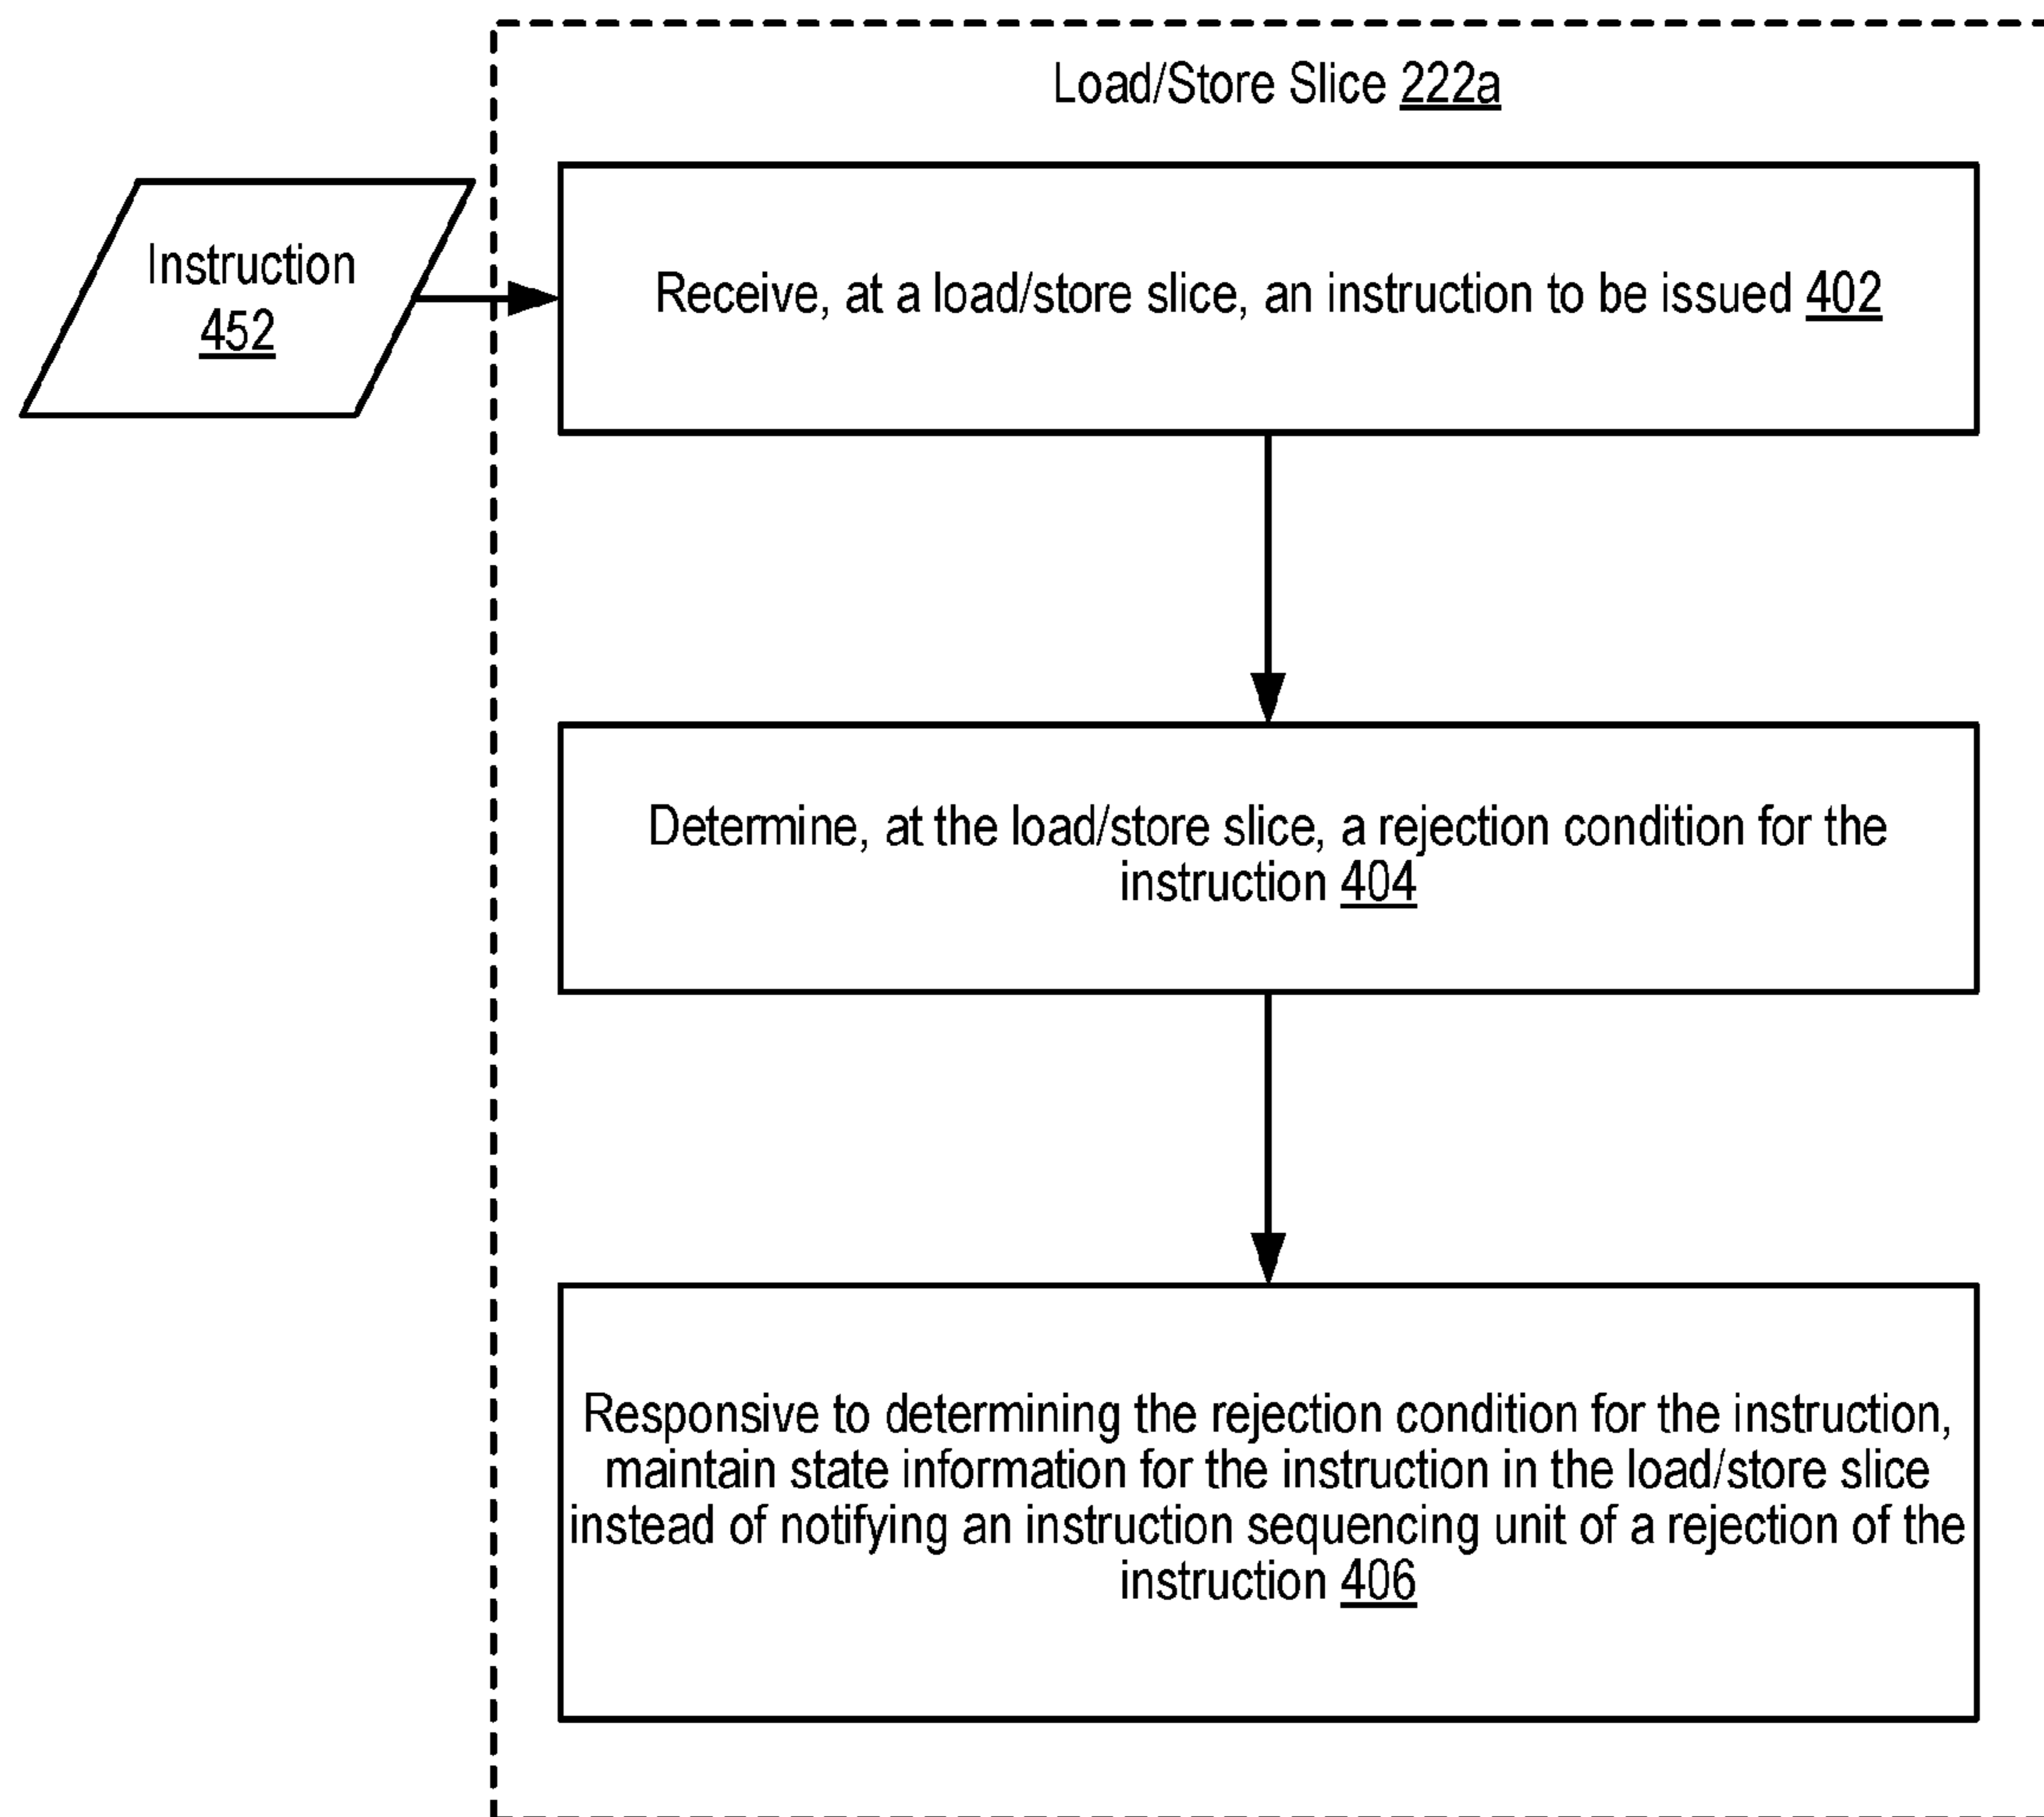 Load/Store Slice 222a
Instruction
452
Receive, at a load/store slice, an instruction to be issued 402
Determine, at the load/store slice, a rejection condition for the
instruction 404
Responsive to determining the rejection condition for the instruction,
maintain state information for the instruction in the load/store slice
instead of notifying an instruction sequencing unit of a rejection of the
instruction 406